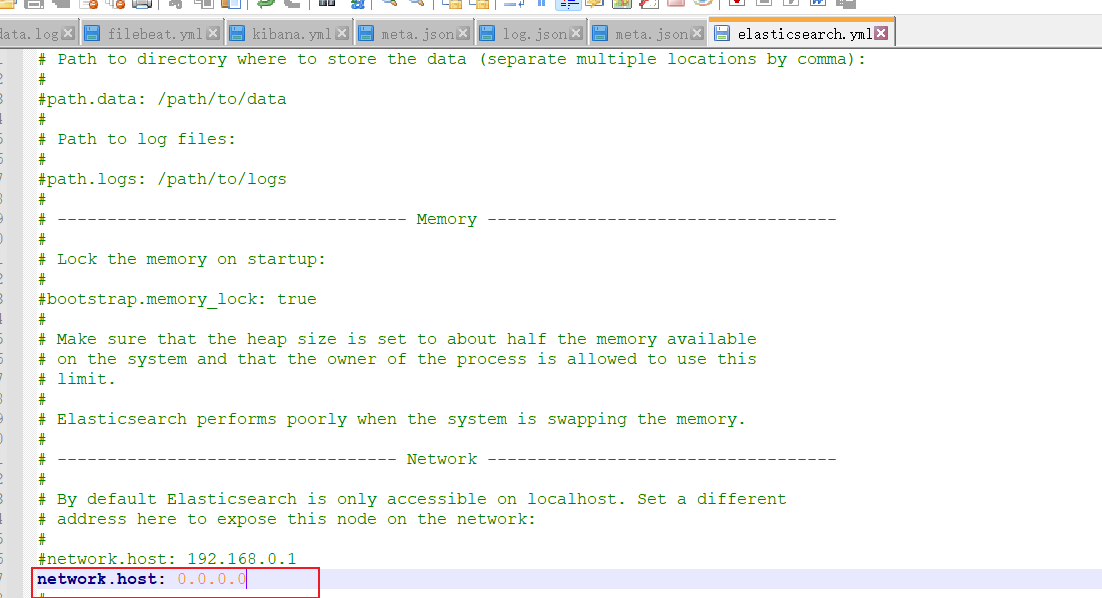 data.log filebeat.yml kibana.yml meta.json log.json meta.json elasticsearch.yml
# Path to directory where to store the data (separate multiple locations by comma):
#
#path.data: /path/to/data
#
# Path to log files:
#
#path.logs: /path/to/logs
#
# ----------------------------------- Memory -----------------------------------
#
# Lock the memory on startup:
#
#bootstrap.memory_lock: true
#
# Make sure that the heap size is set to about half the memory available
# on the system and that the owner of the process is allowed to use this
# limit.
#
# Elasticsearch performs poorly when the system is swapping the memory.
#
# ---------------------------------- Network -----------------------------------
#
# By default Elasticsearch is only accessible on localhost. Set a different
# address here to expose this node on the network:
#
#network.host: 192.168.0.1
network.host: 0.0.0.0
#